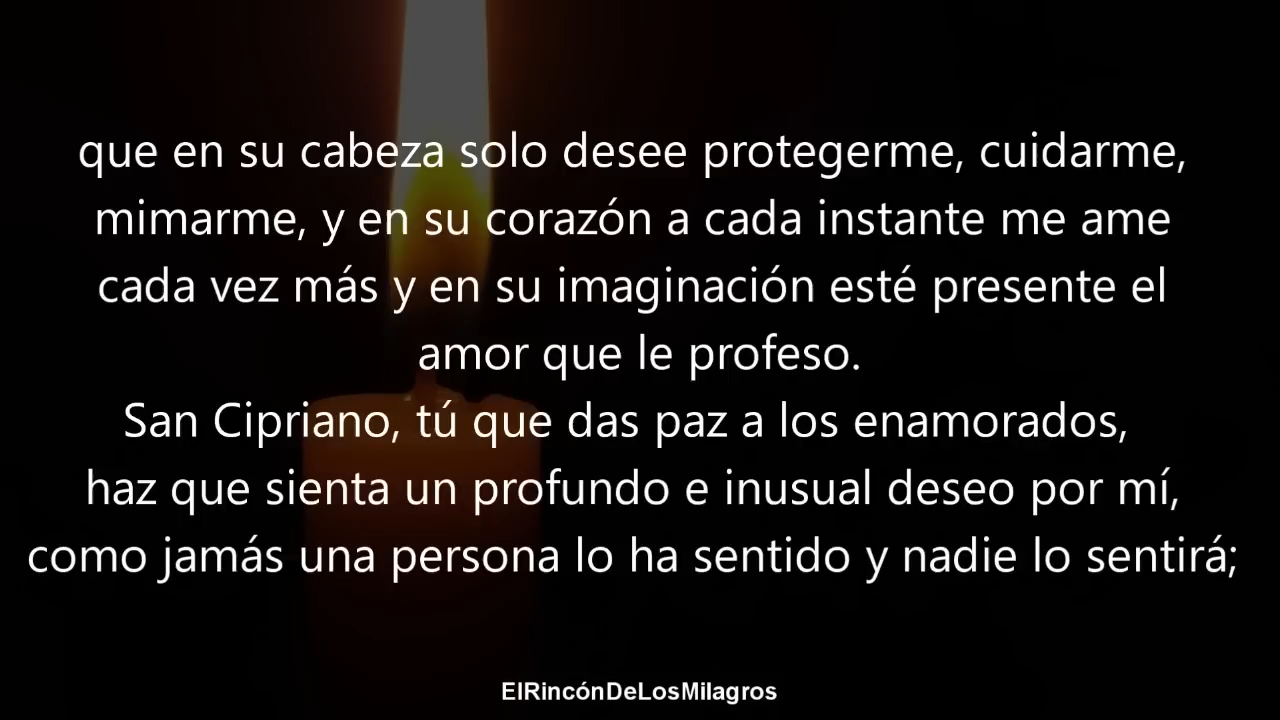 que en su cabeza solo desee protegerme, cuidarme,
mimarme, y en su corazón a cada instante me ame
cada vez más y en su imaginación esté presente el
amor que le profeso.
San Cipriano, tú que das paz a los enamorados,
haz que sienta un profundo e inusual deseo por mí,
como jamás una persona lo ha sentido y nadie lo sentirá;
ElRincónDeLosMilagros